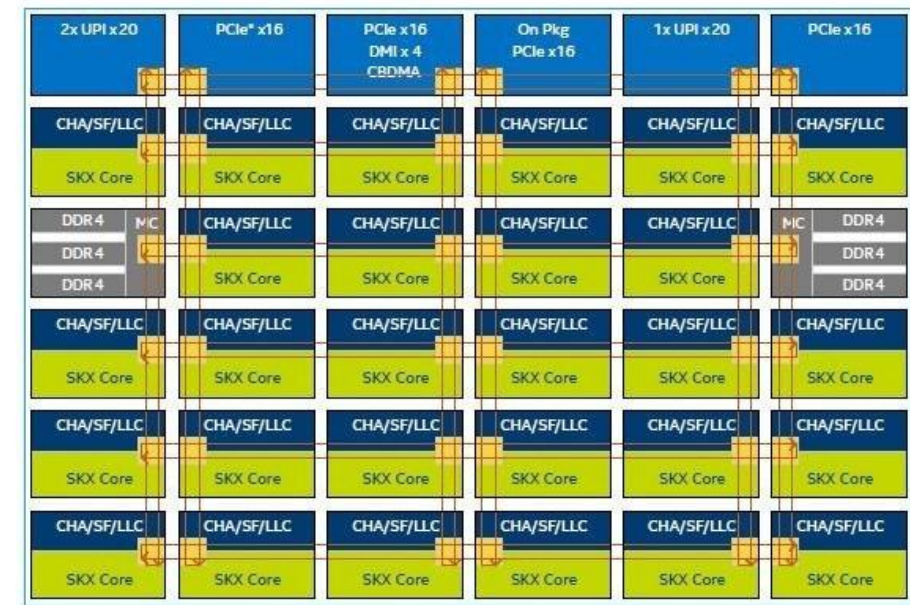 2x UPI x20
PCIe* x16
PCIe x16
DMI x 4
CBDMA
On Pkg
PCIe x16
1x UPI x20
PCIe x16
CHA/SF/LLC
CHA/SF/LLC
CHA/SF/LLC
CHA/SF/LLC
CHA/SF/LLC
CHA/SF/LLC
SKX Core
SKX Core
SKX Core
SKX Core
SKX Core
SKX Core
DDR4
MC
DDR4
DDR4
CHA/SF/LLC
CHA/SF/LLC
CHA/SF/LLC
CHA/SF/LLC
SKX Core
SKX Core
SKX Core
SKX Core
MC
DDR4
DDR4
DDR4
CHA/SF/LLC
CHA/SF/LLC
CHA/SF/LLC
CHA/SF/LLC
CHA/SF/LLC
CHA/SF/LLC
SKX Core
SKX Core
SKX Core
SKX Core
SKX Core
SKX Core
CHA/SF/LLC
CHA/SF/LLC
CHA/SF/LLC
CHA/SF/LLC
CHA/SF/LLC
CHA/SF/LLC
SKX Core
SKX Core
SKX Core
SKX Core
SKX Core
SKX Core
CHA/SF/LLC
CHA/SF/LLC
CHA/SF/LLC
CHA/SF/LLC
CHA/SF/LLC
CHA/SF/LLC
SKX Core
SKX Core
SKX Core
SKX Core
SKX Core
SKX Core